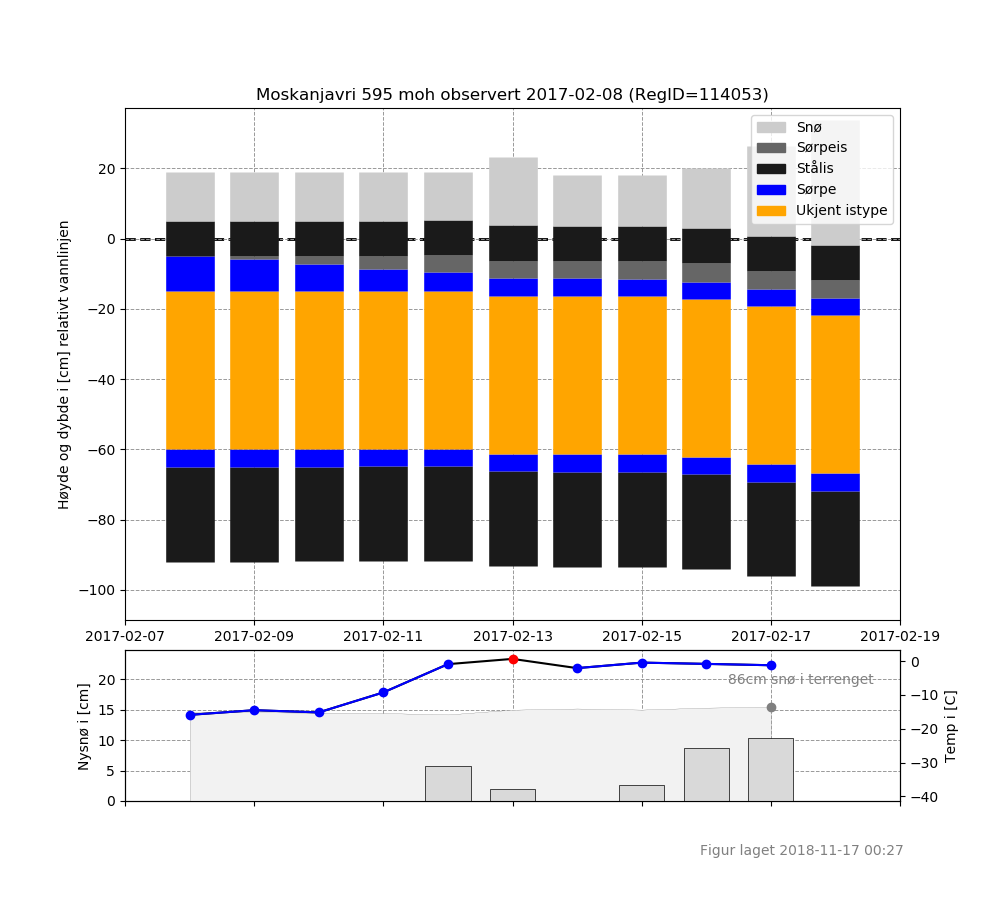 Moskanjavri 595 moh observert 2017-02-08 (RegID=114053)
Høyde og dybde i [cm] relativt vannlinjen
20
0
−20
−40
−60
−80
−100
Snø
Sørpeis
Stålis
Sørpe
Ukjent istype
2017-02-07 2017-02-09 2017-02-11 2017-02-13 2017-02-15 2017-02-17 2017-02-19
Nysnø i [cm]
20
15
10
5
0
86cm snø i terrenget
0
−10
−20
−30
−40
Temp i [C]
Figur laget 2018-11-17 00:27